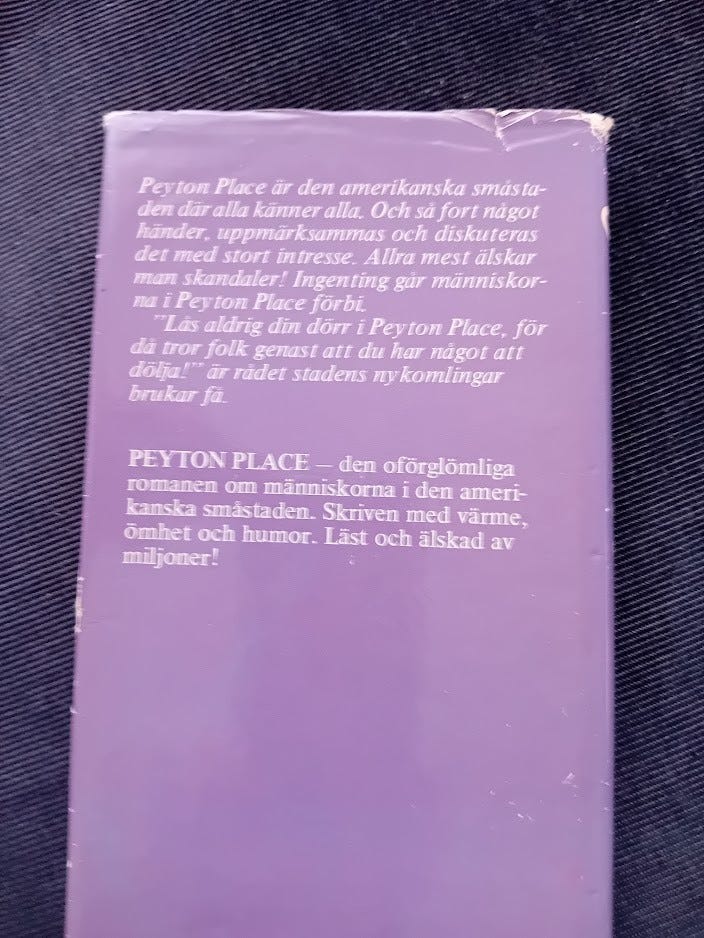 Peyton Place är den amerikanska småsta-
den där alla känner alla. Och så fort något
händer, uppmärksammas och diskuteras
det med stort intresse. Allra mest älskar
man skandaler! Ingenting går människor-
na i Peyton Place förbi.
"Lås aldrig din dörr i Peyton Place, för
då tror folk genast att du har något att
dölja!" är rådet stadens nykomlingar
brukar få.
PEYTON PLACE – den oförglömliga
romanen om människorna i den ameri-
kanska småstaden. Skriven med värme,
ömhet och humor. Läst och älskad av
miljoner!